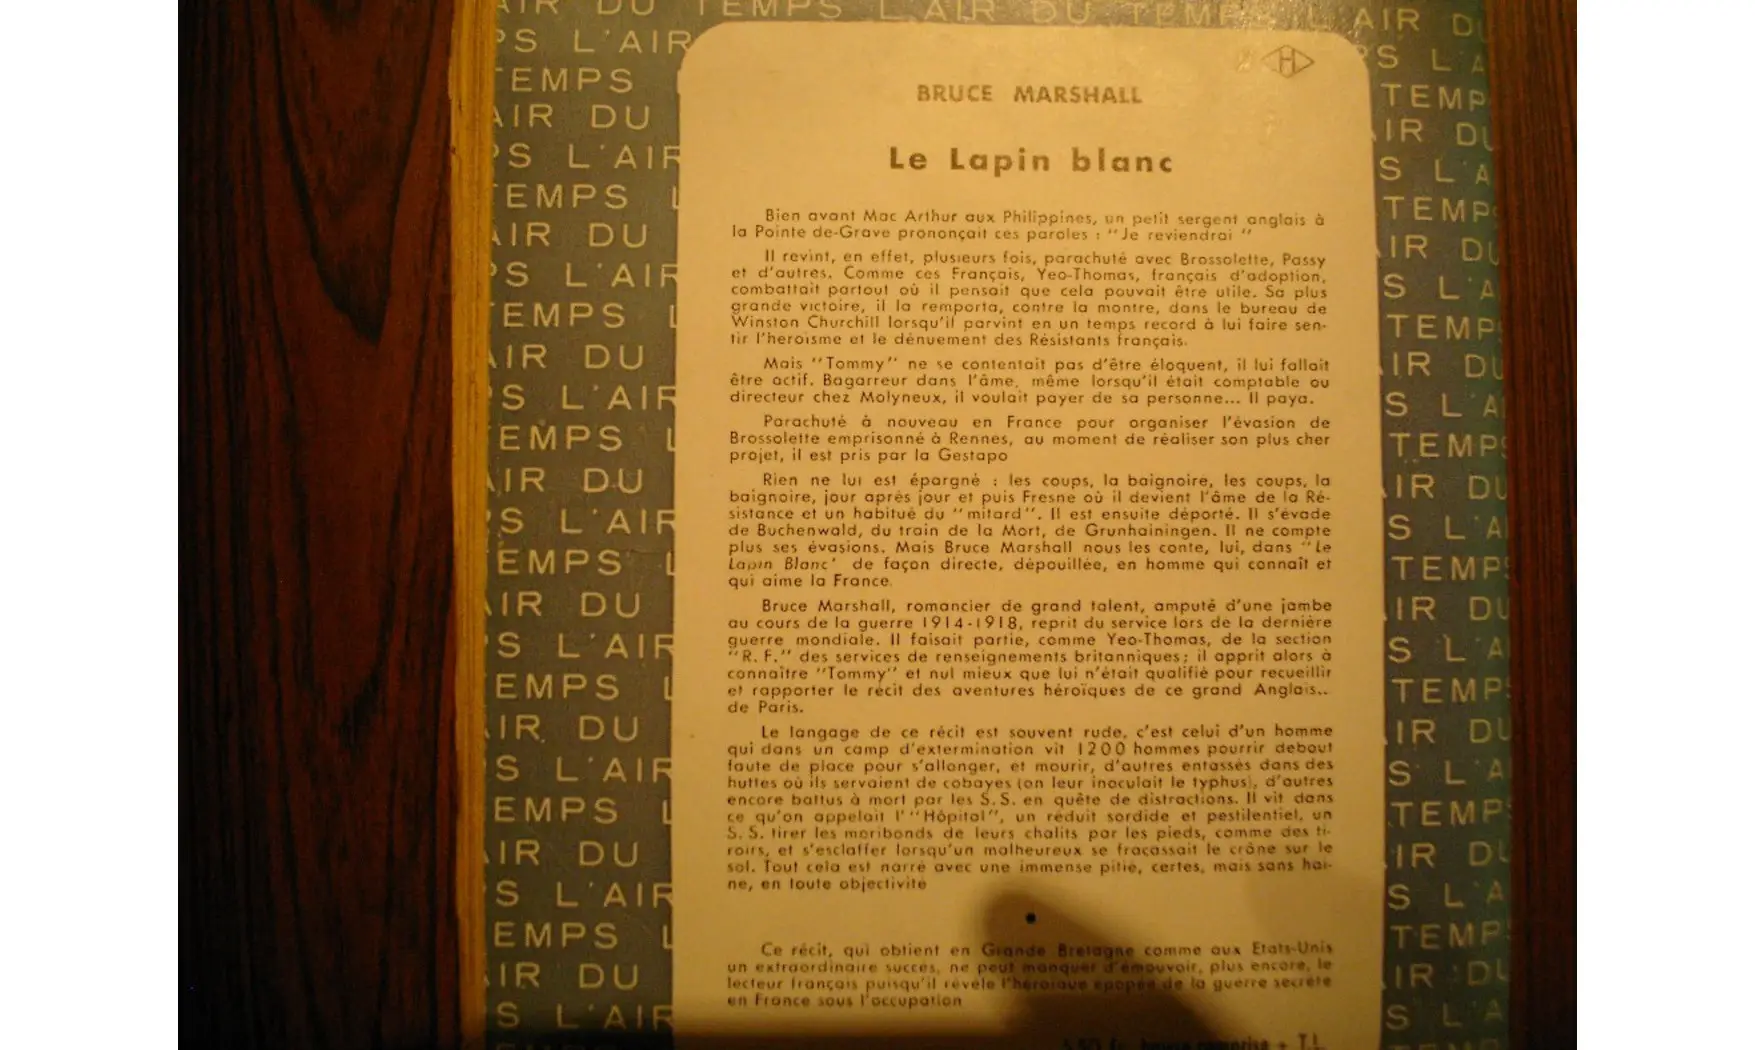 BRUCE MARSHALL
Le Lapin blanc
Bien avant Mac Arthur aux Philippines, un petit sergent anglais à
la Pointe de-Grave prononçait ces paroles : "Je reviendrai"
Il revint, en effet, plusieurs fois, parachuté avec Brossolette, Passy
et d'autres. Comme ces Français, Yeo-Thomas, français d'adoption,
combattait partout où il pensait que cela pouvait être utile. Sa plus
grande victoire, il la remporta, contre la montre, dans le bureau de
Winston Churchill lorsqu'il parvint en un temps record à lui faire sen-
tir l'heroïsme et le dénuement des Résistants français.
Mais "Tommy" ne se contentait pas d'être éloquent, il lui fallait
être actif. Bagarreur dans l'âme, même lorsqu'il était comptable ou
directeur chez Molyneux, il voulait payer de sa personne... Il paya.
Parachuté à nouveau en France pour organiser l'évasion de
Brossolette emprisonné à Rennes, au moment de réaliser son plus cher
projet, il est pris par la Gestapo
Rien ne lui est épargné : les coups, la baignoire, les coups, la
baignoire, jour après jour et puis Fresne où il devient l'âme de la Ré-
sistance et un habitué du "mitard". Il est ensuite déporté. Il s'évade
de Buchenwald, du train de la Mort, de Grunhainingen. Il ne compte
plus ses évasions. Mais Bruce Marshall nous les conte, lui, dans "Le
Lapin Blanc' de façon directe, dépouillée, en homme qui connaît et
qui aime la France.
Bruce Marshall, romancier de grand talent, amputé d'une jambe
au cours de la guerre 1914-1918, reprit du service lors de la dernière
guerre mondiale. Il faisait partie, comme Yeo-Thomas, de la section
"R. F." des services de renseignements britanniques; il apprit alors à
connaître "Tommy" et nul mieux que lui n'était qualifié pour recueillir
et rapporter le récit des aventures héroïques de ce grand Anglais..
de Paris.
Le langage de ce récit est souvent rude, c'est celui d'un homme
qui dans un camp d'extermination vit 1200 hommes pourrir debout
faute de place pour s'allonger, et mourir, d'autres entassés dans des
huttes où ils servaient de cobayes (on leur inoculait le typhus), d'autres
encore battus à mort par les S.S. en quête de distractions. Il vit dans
ce qu'on appelait l'"Hôpital", un réduit sordide et pestilentiel, un
S.S. tirer les moribonds de leurs chalits par les pieds, comme des ti-
roirs, et s'esclaffer lorsqu'un malheureux se fracassait le crâne sur le
sol. Tout cela est narré avec une immense pitié, certes, mais sans hai-
ne, en toute objectivité
Ce récit, qui obtient en Grande Bretagne comme aux Etats-Unis
un extraordinaire succès, ne peut manquer d'émouvoir, plus encore, le
lecteur français puisqu'il révèle l'héroïque épopée de la guerre secrète
en France sous l'occupation